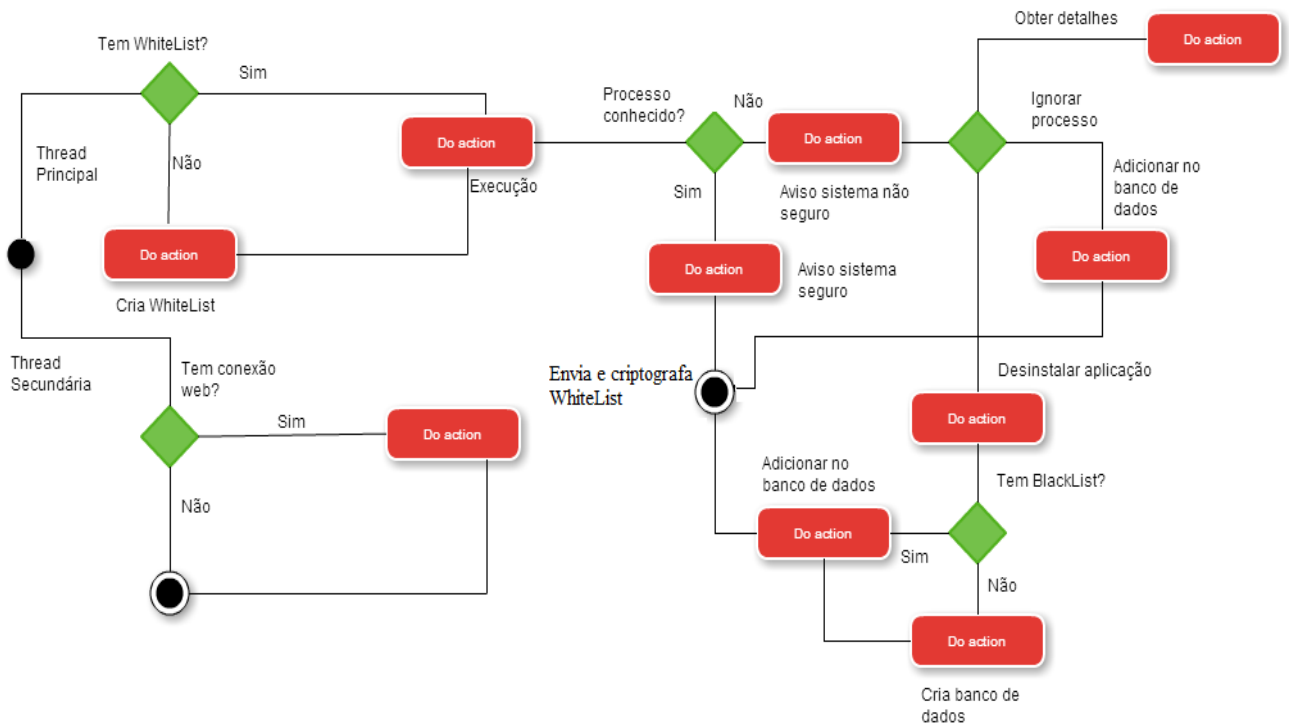 Obter detalhes
Do action
Tem WhiteList?
Sim
Processo
conhecido?
Não
Ignorar
processo
Do action
Do action
Thread
Principal
Não
Execução
Sim
Aviso sistema não
seguro
Adicionar no
banco de
dados
Do action
Do action
Aviso sistema
seguro
Do action
Cria WhiteList
Thread
Secundária
Tem conexão
web?
Envia e criptografa
WhiteList
Desinstalar aplicação
Sim
Do action
Do action
Adicionar no
banco de dados
Tem BlackList?
Não
Do action
Sim
Não
Do action
Cria banco de
dados